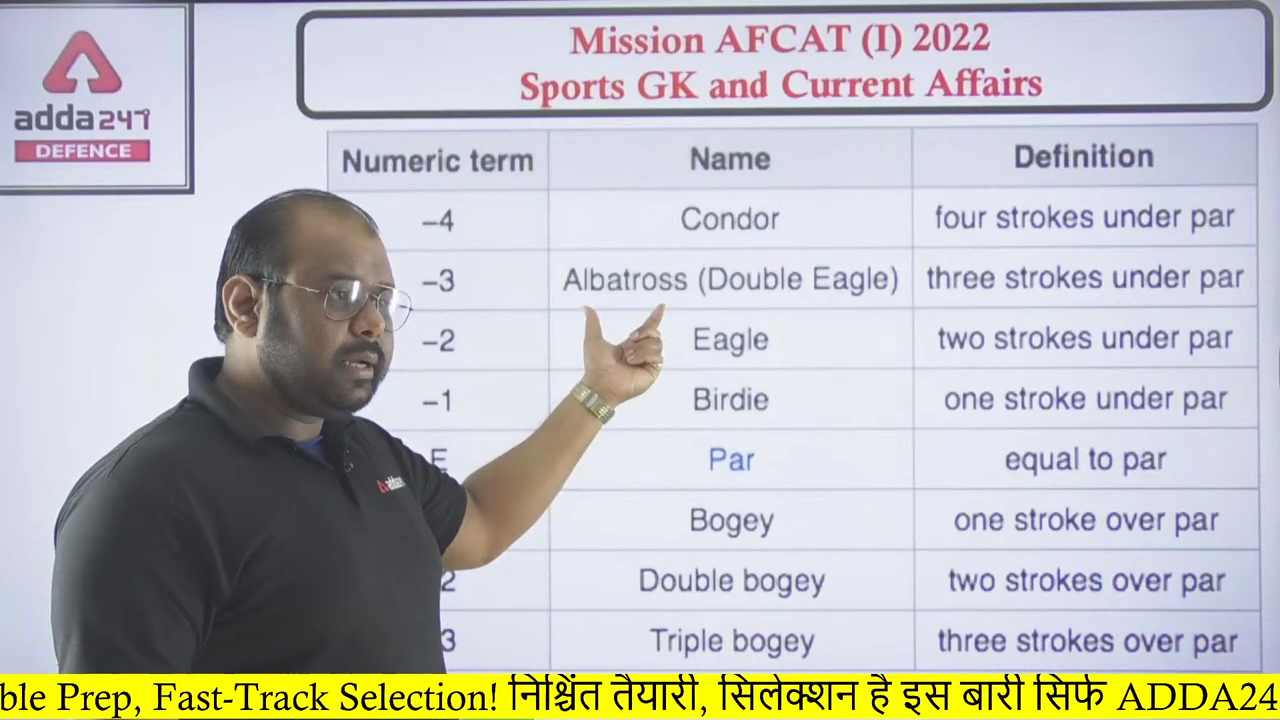 Mission AFCAT (I) 2022
Sports GK and Current Affairs
adda247
DEFENCE
Numeric term Name Definition
−4 Condor four strokes under par
−3 Albatross (Double Eagle) three strokes under par
−2 Eagle two strokes under par
−1 Birdie one stroke under par
E Par equal to par
Bogey one stroke over par
2 Double bogey two strokes over par
3 Triple bogey three strokes over par
ble Prep, Fast-Track Selection! निश्चिंत तैयारी, सिलेक्शन है इस बारी सिर्फ ADDA24